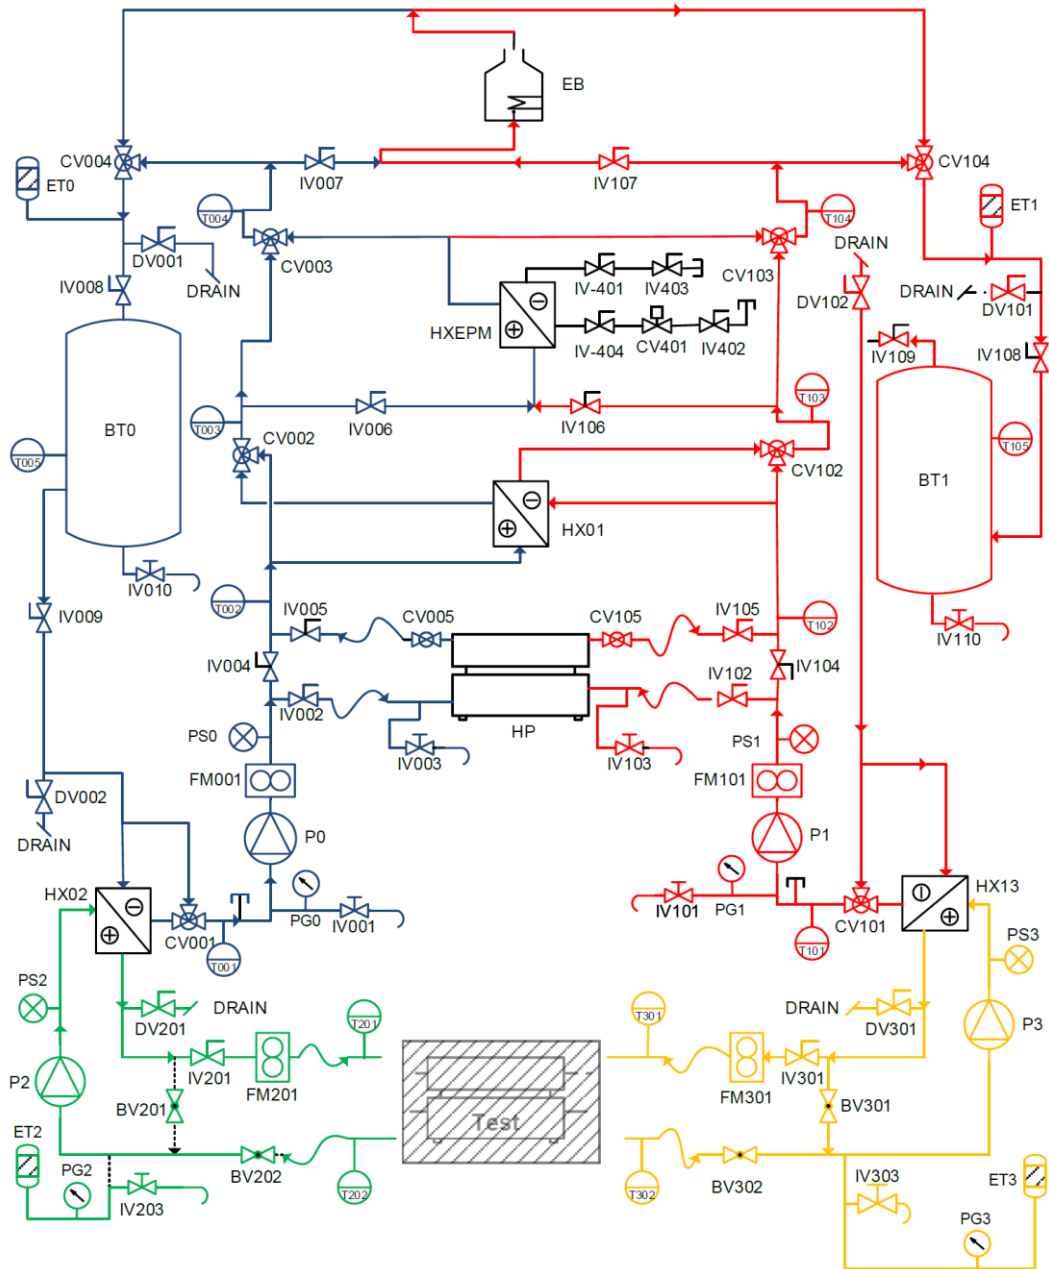 EB
CV004
IV007
IV107
CV104
ET0
ET1
T004
T104
DV001
CV003
CV103
DRAIN
IV008
DRAIN
IV-401
IV403
DV102
DRAIN
DV101
HXEPM
IV-404
CV401
IV402
IV109
IV108
T103
BT0
T003
CV002
IV006
IV106
T005
CV102
T105
BT1
HX01
IV010
T002
IV005
CV005
CV105
IV105
T102
IV009
IV110
IV004
IV104
IV002
IV102
HP
PS0
PS1
IV003
IV103
FM001
FM101
DV002
P0
P1
DRAIN
HX02
HX13
PG0
IV001
IV101
PG1
CV001
CV101
T001
T101
PS2
PS3
DV201
DRAIN
DRAIN
DV301
T201
T301
P3
P2
IV201
FM201
FM301
IV301
BV201
BV301
Test
ET2
PG2
BV202
BV302
IV303
ET3
IV203
T202
T302
PG3